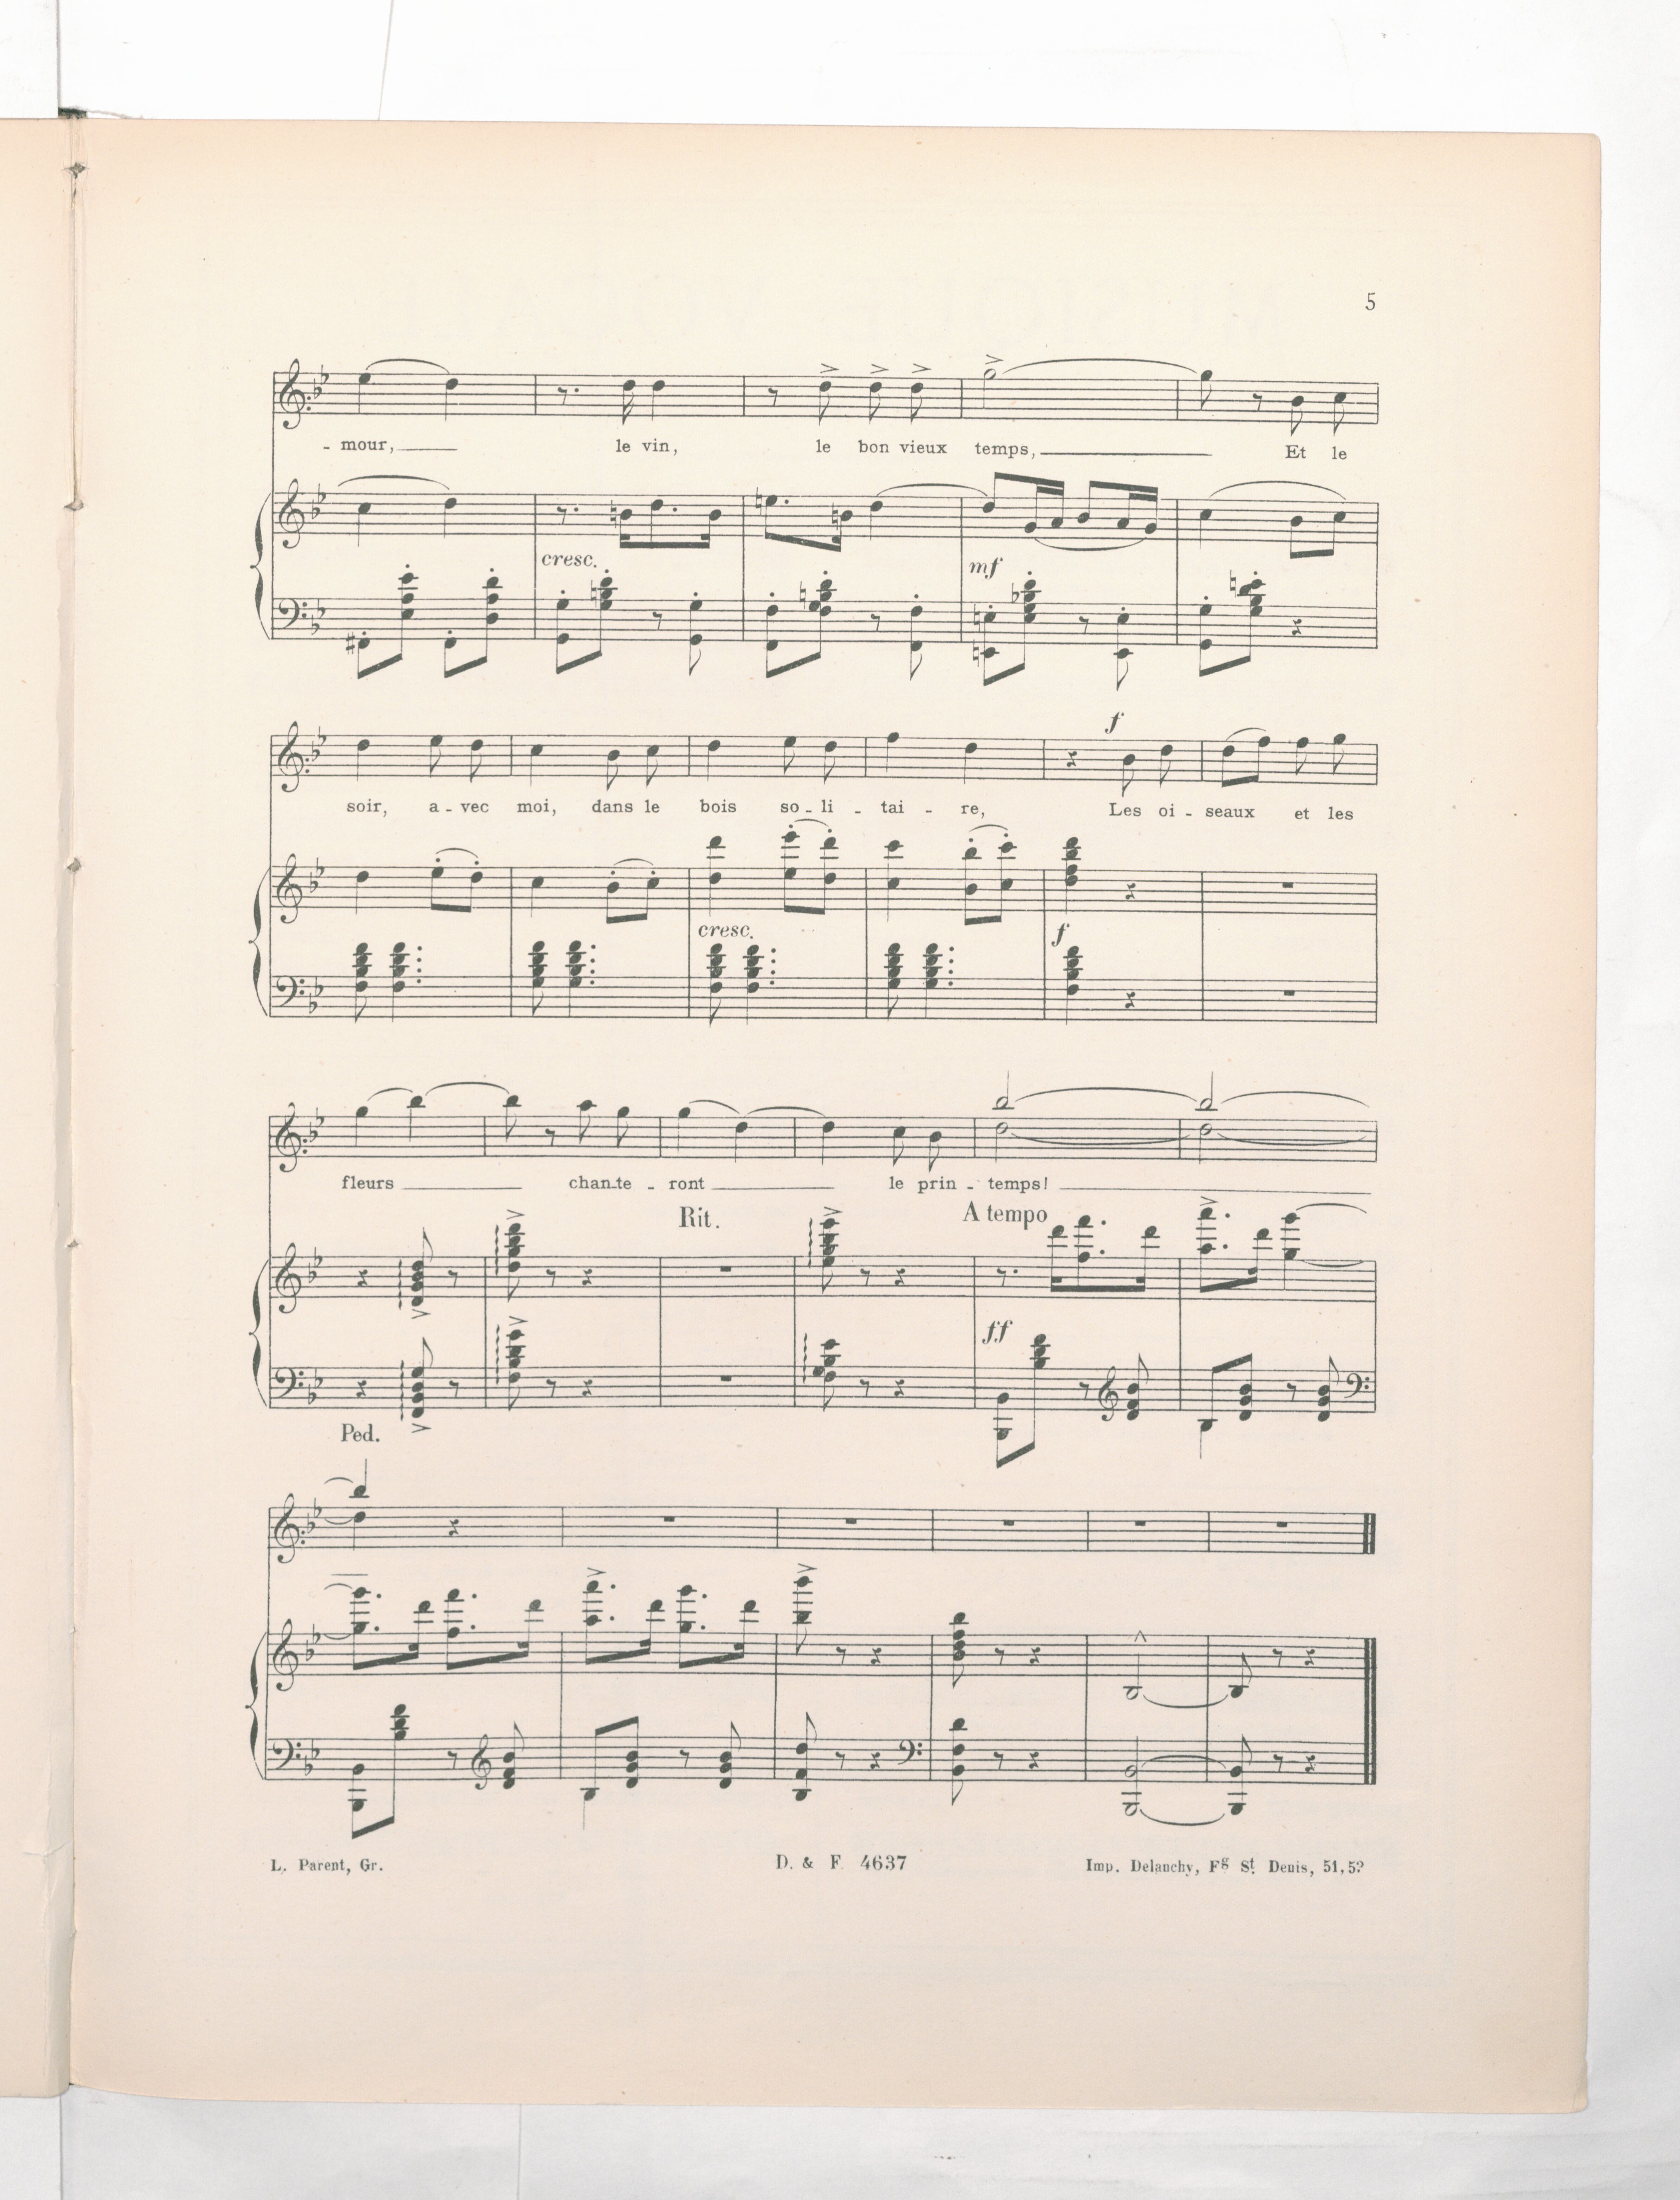 5
- mour, le vin, le bon vieux temps, Et le
cresc. mf
f
soir, a - vec moi, dans le bois so - li - tai - re, Les oi - seaux et les
cresc. f
fleurs chan - te - ront le prin - temps!
Rit. A tempo
ff
Ped.
L. Parent, Gr. D. & F. 4637 Imp. Delanchy, Fg St. Denis, 51,